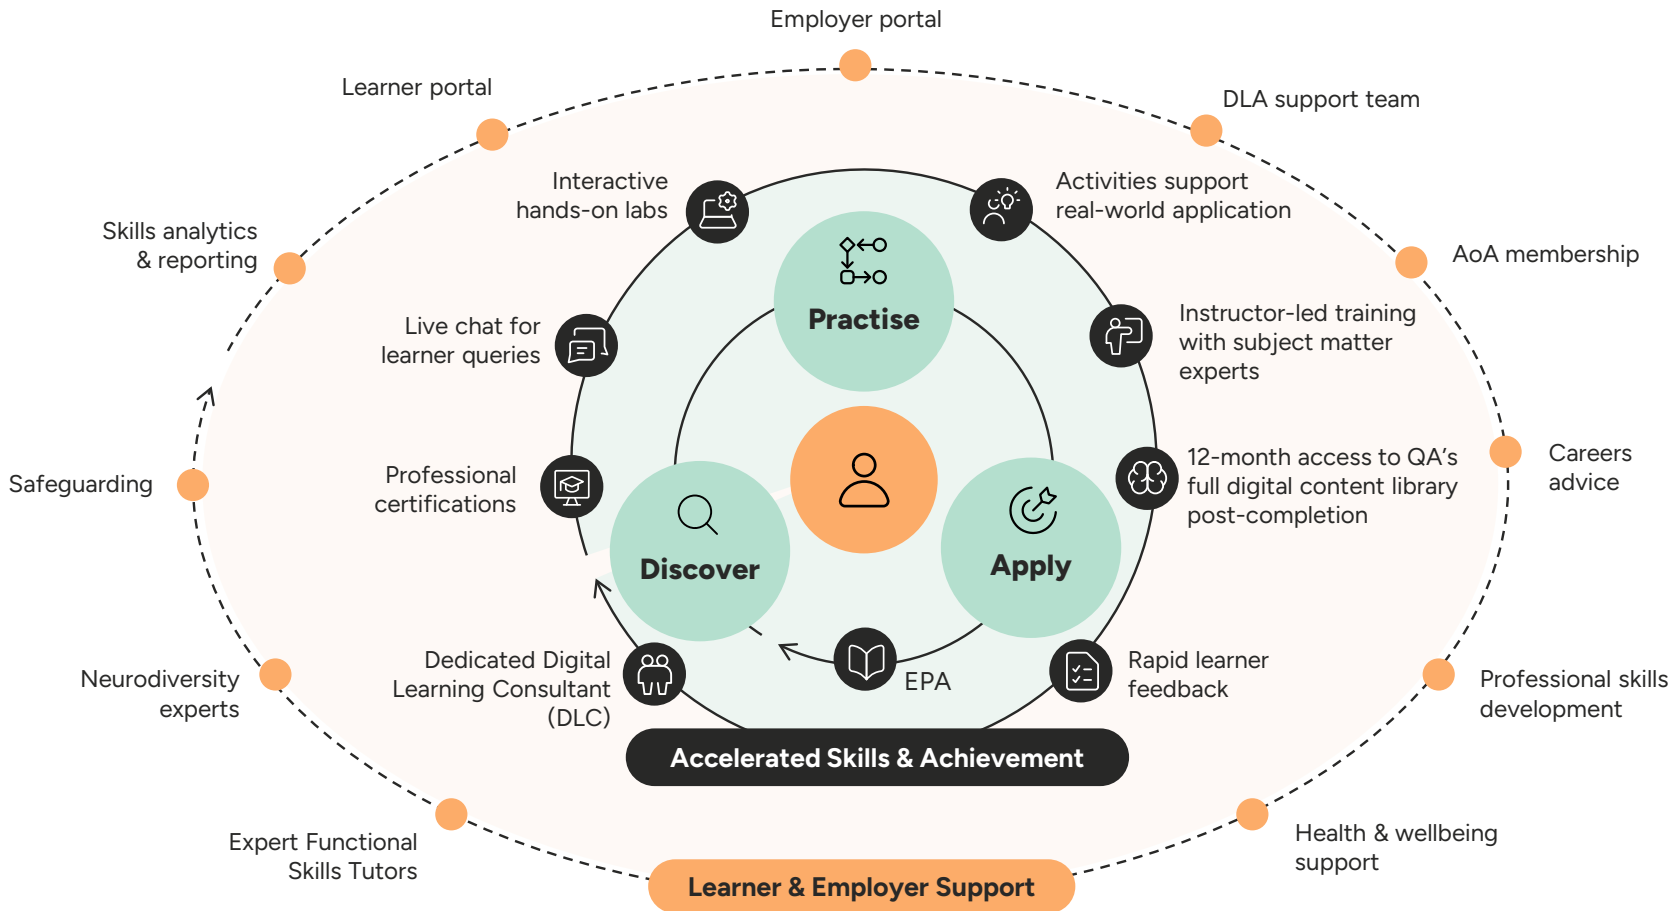 Employer portal
Learner portal
DLA support team
Interactive
hands-on labs
Activities support
real-world application
Skills analytics
& reporting
AoA membership
Practise
Live chat for
learner queries
Instructor-led training
with subject matter
experts
Safeguarding
Professional
certifications
12-month access to QA’s
full digital content library
post-completion
Careers
advice
Discover
Apply
Neurodiversity
experts
Dedicated Digital
Learning Consultant
(DLC)
EPA
Rapid learner
feedback
Professional skills
development
Accelerated Skills & Achievement
Expert Functional
Skills Tutors
Health & wellbeing
support
Learner & Employer Support